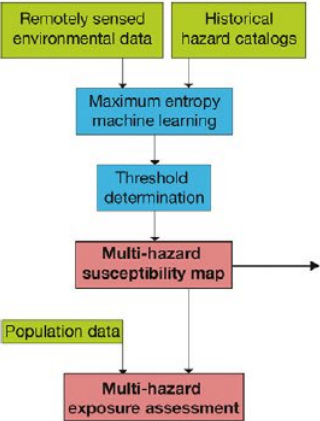 Remotely sensed
environmental data
Historical
hazard catalogs
Maximum entropy
machine learning
Threshold
determination
Multi-hazard
susceptibility map
Population data
Multi-hazard
exposure assessment